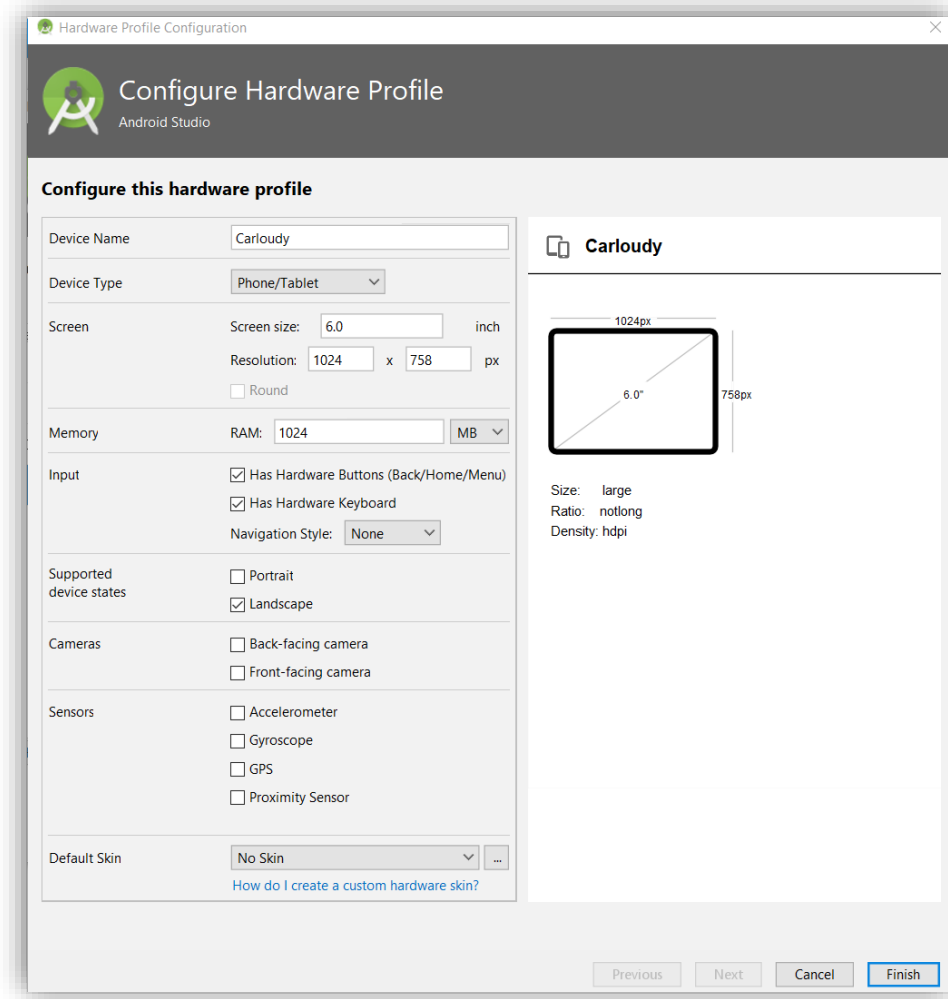 Hardware Profile Configuration
Configure Hardware Profile
Android Studio
Configure this hardware profile
Device Name Carloudy
Device Type Phone/Tablet
Screen Screen size: 6.0 inch
Resolution: 1024 x 758 px
Round
Memory RAM: 1024 MB
Input Has Hardware Buttons (Back/Home/Menu)
Has Hardware Keyboard
Navigation Style: None
Supported
device states
Portrait
Landscape
Cameras Back-facing camera
Front-facing camera
Sensors Accelerometer
Gyroscope
GPS
Proximity Sensor
Default Skin No Skin ...
How do I create a custom hardware skin?
Carloudy
1024px
6.0"
758px
Size: large
Ratio: notlong
Density: hdpi
Previous Next Cancel Finish